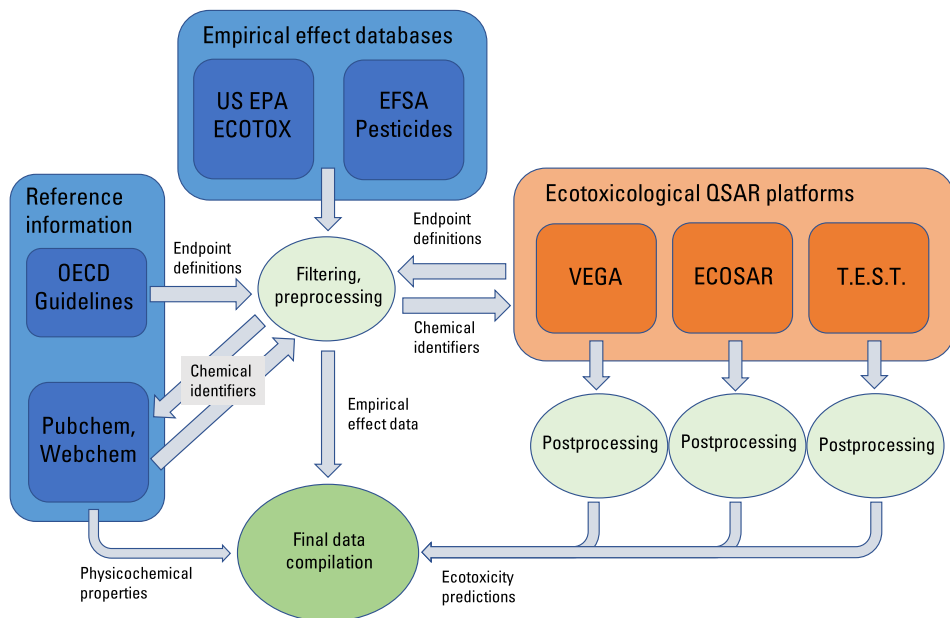 Empirical effect databases
US EPA
ECOTOX
EFSA
Pesticides
Reference
information
OECD
Guidelines
Endpoint
definitions
Filtering,
preprocessing
Endpoint
definitions
Chemical
identifiers
Ecotoxicological QSAR platforms
VEGA
ECOSAR
T.E.S.T.
Chemical
identifiers
Pubchem,
Webchem
Empirical
effect data
Postprocessing
Postprocessing
Postprocessing
Final data
compilation
Physicochemical
properties
Ecotoxicity
predictions